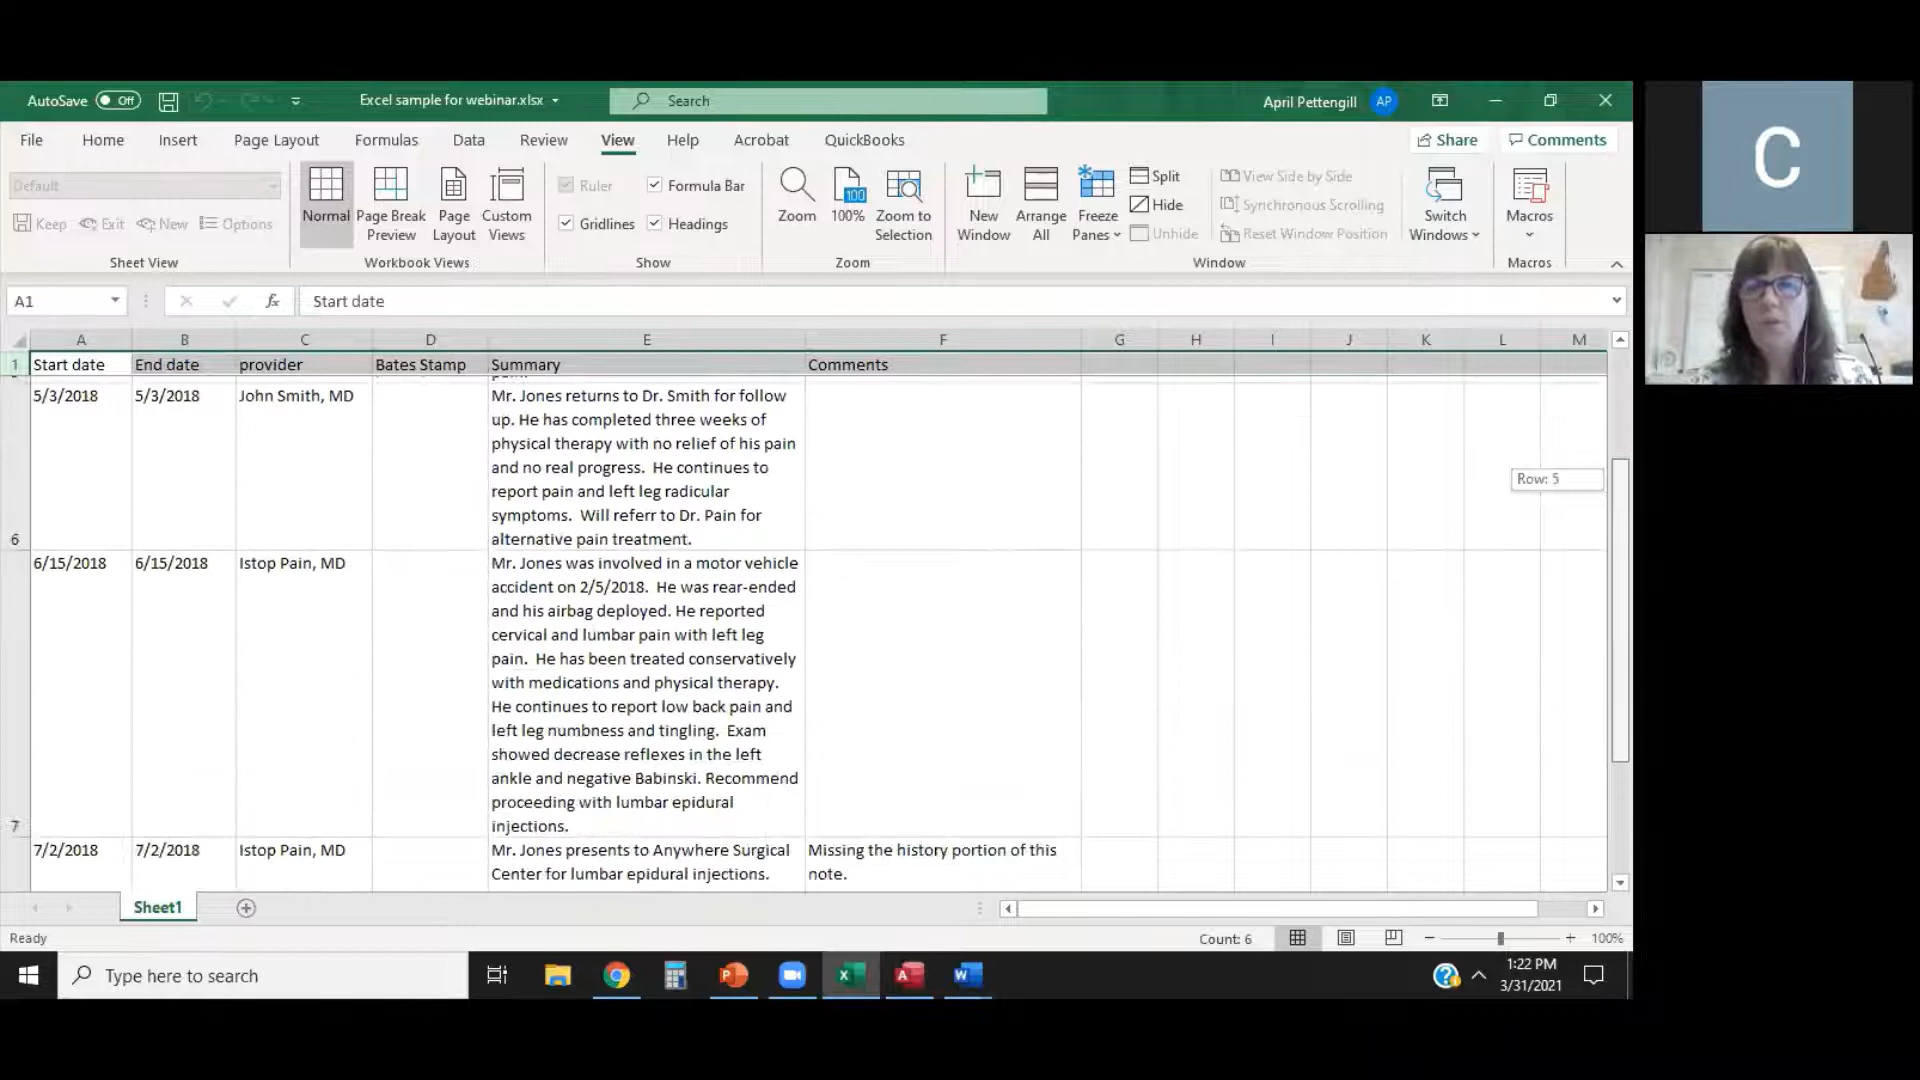 AutoSave Off
Excel sample for webinar.xlsx
Search
April Pettengill AP
File Home Insert Page Layout Formulas Data Review View Help Acrobat QuickBooks
Share Comments
Default
Keep Exit New Options
Sheet View
Normal
Page Break Preview
Page Layout
Custom Views
Workbook Views
Ruler Formula Bar
Gridlines Headings
Show
Zoom
100
100%
Zoom to Selection
Zoom
New Window
Arrange All
Freeze Panes
Split
Hide
Unhide
View Side by Side
Synchronous Scrolling
Reset Window Position
Switch Windows
Window
Macros
Macros
A1 fx Start date
A B C D E F G H I J K L M
1 Start date End date provider Bates Stamp Summary Comments
5/3/2018 5/3/2018 John Smith, MD Mr. Jones returns to Dr. Smith for follow
up. He has completed three weeks of
physical therapy with no relief of his pain
and no real progress. He continues to
report pain and left leg radicular
symptoms. Will referr to Dr. Pain for
6 alternative pain treatment.
Row: 5
6/15/2018 6/15/2018 Istop Pain, MD Mr. Jones was involved in a motor vehicle
accident on 2/5/2018. He was rear-ended
and his airbag deployed. He reported
cervical and lumbar pain with left leg
pain. He has been treated conservatively
with medications and physical therapy.
He continues to report low back pain and
left leg numbness and tingling. Exam
showed decrease reflexes in the left
ankle and negative Babinski. Recommend
proceeding with lumbar epidural
7 injections.
7/2/2018 7/2/2018 Istop Pain, MD Mr. Jones presents to Anywhere Surgical Missing the history portion of this
Center for lumbar epidural injections. note.
Sheet1
Ready Count: 6 100%
Type here to search
1:22 PM
3/31/2021
C